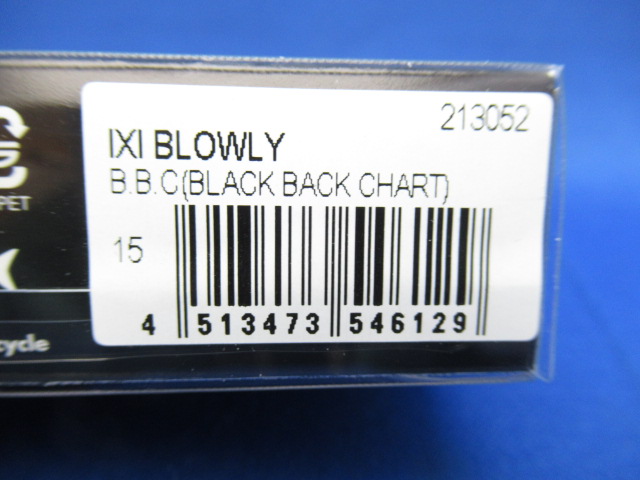 213052
IXI BLOWLY
B.B.C(BLACK BACK CHART)
15
4 513473 546129
PET
cycle